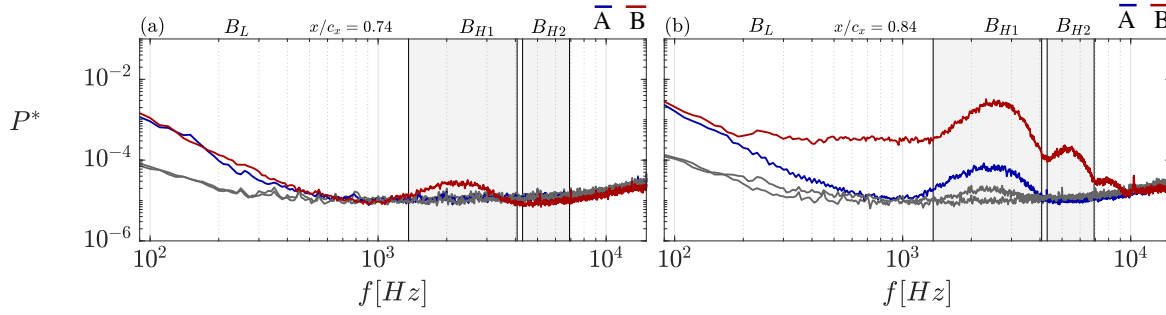 (a) B_L x/c_x = 0.74 B_{H1} B_{H2} A B
(b) B_L x/c_x = 0.84 B_{H1} B_{H2} A B
P^*
10^{-2}
10^{-4}
10^{-6}
10^2 10^3 10^4
10^2 10^3 10^4
f[Hz]
f[Hz]